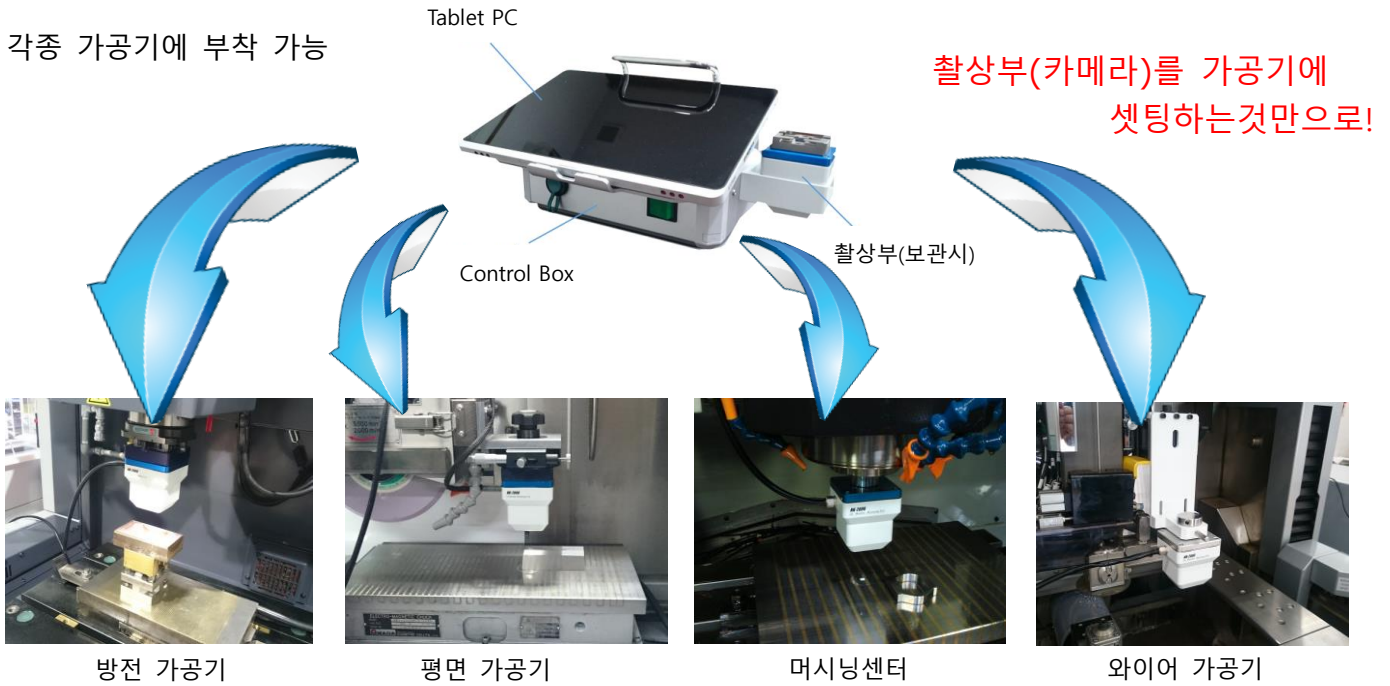 Tablet PC
각종 가공기에 부착 가능
촬상부(카메라)를 가공기에
셋팅하는것만으로!
촬상부(보관시)
Control Box
ELECTRO-MAGNETIC CHUCK
방전 가공기
평면 가공기
머시닝센터
와이어 가공기